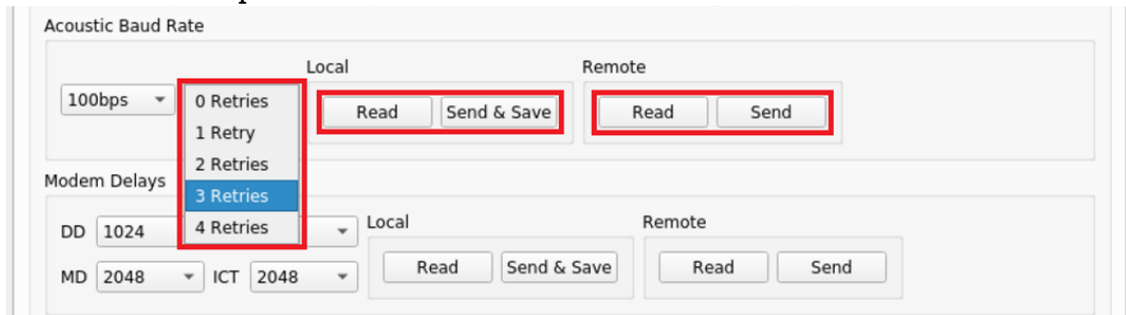 Acoustic Baud Rate
Local Remote
100bps 0 Retries Read Send & Save Read Send
1 Retry
2 Retries
Modem Delays 3 Retries
DD 1024 4 Retries Local Remote
MD 2048 ICT 2048 Read Send & Save Read Send